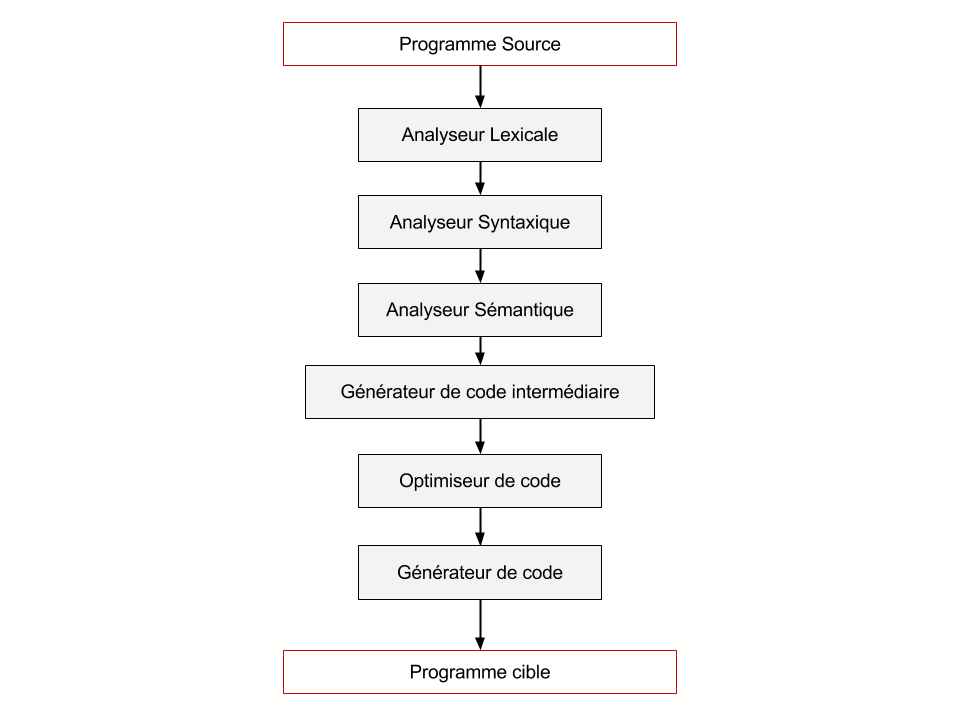 Programme Source
Analyseur Lexicale
Analyseur Syntaxique
Analyseur Sémantique
Générateur de code intermédiaire
Optimiseur de code
Générateur de code
Programme cible